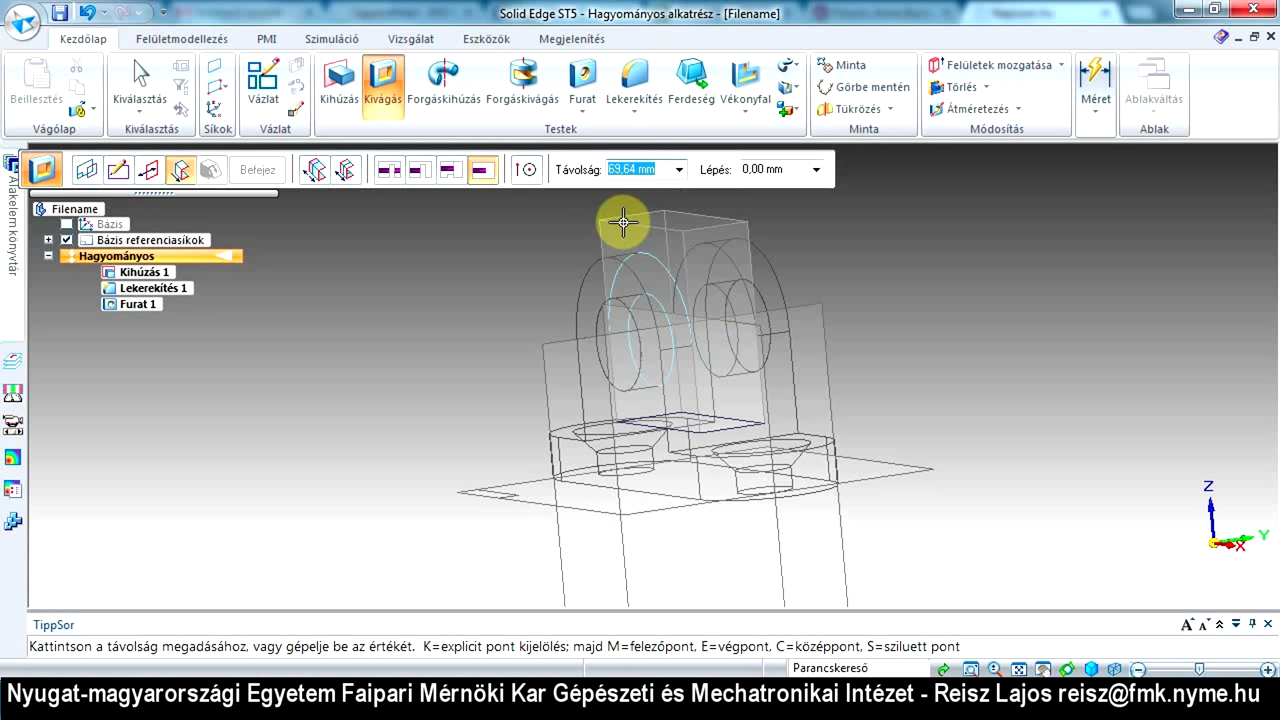 Solid Edge ST5 - Hagyományos alkatrész - [Filename]
Kezdőlap Felületmodellezés PMI Szimuláció Vizsgálat Eszközök Megjelenítés
Beillesztés Kiválasztás Vázlat Kihúzás Kivágás Forgáskihúzás Forgáskivágás Furat Lekerekítés Ferdeség Vékonyfal
Minta
Görbe mentén
Tükrözés
Felületek mozgatása
Törlés
Átméretezés
Méret Ablakváltás
Vágólap Kiválasztás Síkok Vázlat Testek Minta Módosítás Ablak
Befejez Távolság: 69,64 mm Lépés: 0,00 mm
Filename
Bázis
Bázis referenciasíkok
Hagyományos
Kihúzás 1
Lekerekítés 1
Furat 1
Z
Y
X
TippSor
Kattintson a távolság megadásához, vagy gépelje be az értékét. K=explicit pont kijelölés; majd M=felezőpont, E=végpont, C=középpont, S=sziluett pont
Parancskereső
Nyugat-magyarországi Egyetem Faipari Mérnöki Kar Gépészeti és Mechatronikai Intézet - Reisz Lajos reisz@fmk.nyme.hu